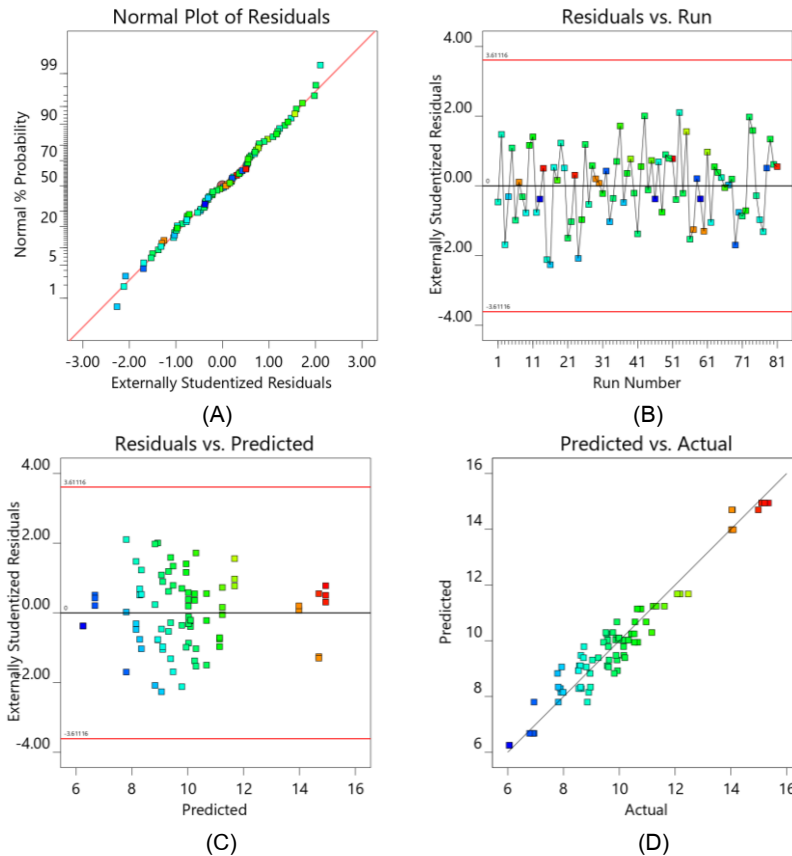 Normal Plot of Residuals
Normal % Probability
99
90
70
50
20
5
1
-3.00 -2.00 -1.00 0.00 1.00 2.00 3.00
Externally Studentized Residuals
(A)
Residuals vs. Run
Externally Studentized Residuals
4.00
3.61116
2.00
0.00
0
-2.00
-3.61116
-4.00
1 11 21 31 41 51 61 71 81
Run Number
(B)
Residuals vs. Predicted
Externally Studentized Residuals
4.00
3.61116
2.00
0.00
0
-2.00
-3.61116
-4.00
6 8 10 12 14 16
Predicted
(C)
Predicted vs. Actual
Predicted
16
14
12
10
8
6
6 8 10 12 14 16
Actual
(D)